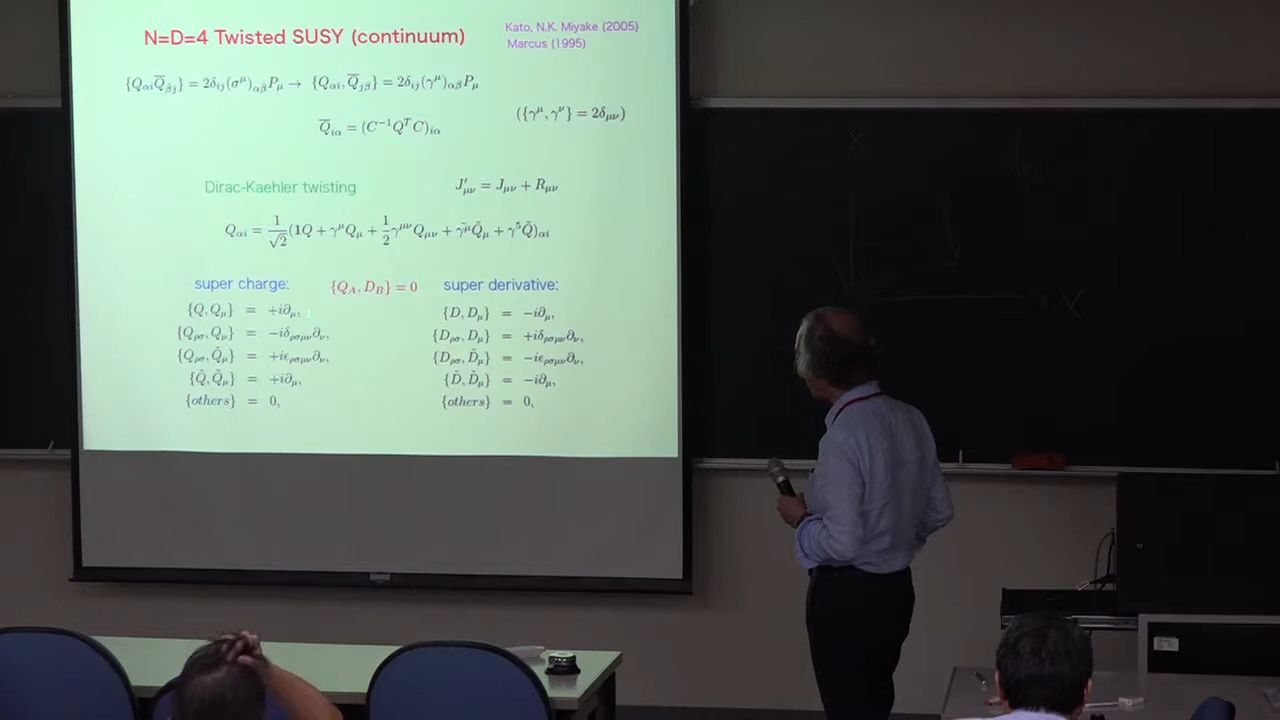 N=D=4 Twisted SUSY (continuum)
Kato, N.K. Miyake (2005)
Marcus (1995)
{Q_{αi} \overline{Q}_{\dot{β}j}} = 2δ_{ij}(σ^μ)_{α\dot{β}}P_μ → {Q_{αi}, \overline{Q}_{jβ}} = 2δ_{ij}(γ^μ)_{αβ}P_μ
({γ^μ, γ^ν} = 2δ_{μν})
\overline{Q}_{iα} = (C^{-1}Q^T C)_{iα}
Dirac-Kaehler twisting
J'_{μν} = J_{μν} + R_{μν}
Q_{αi} = \frac{1}{\sqrt{2}}(1Q + γ^μ Q_μ + \frac{1}{2}γ^{μν}Q_{μν} + \tilde{γ}^μ \tilde{Q}_μ + γ^5 \tilde{Q})_{αi}
super charge:
{Q_A, D_B} = 0
super derivative:
{Q, Q_μ} = +i∂_μ,
{Q_{ρσ}, Q_μ} = −iδ_{ρσμν}∂_ν,
{Q_{ρσ}, \tilde{Q}_μ} = +iϵ_{ρσμν}∂_ν,
{\tilde{Q}, \tilde{Q}_μ} = +i∂_μ,
{others} = 0,
{D, D_μ} = −i∂_μ,
{D_{ρσ}, D_μ} = +iδ_{ρσμν}∂_ν,
{D_{ρσ}, \tilde{D}_μ} = −iϵ_{ρσμν}∂_ν,
{\tilde{D}, \tilde{D}_μ} = −i∂_μ,
{others} = 0,